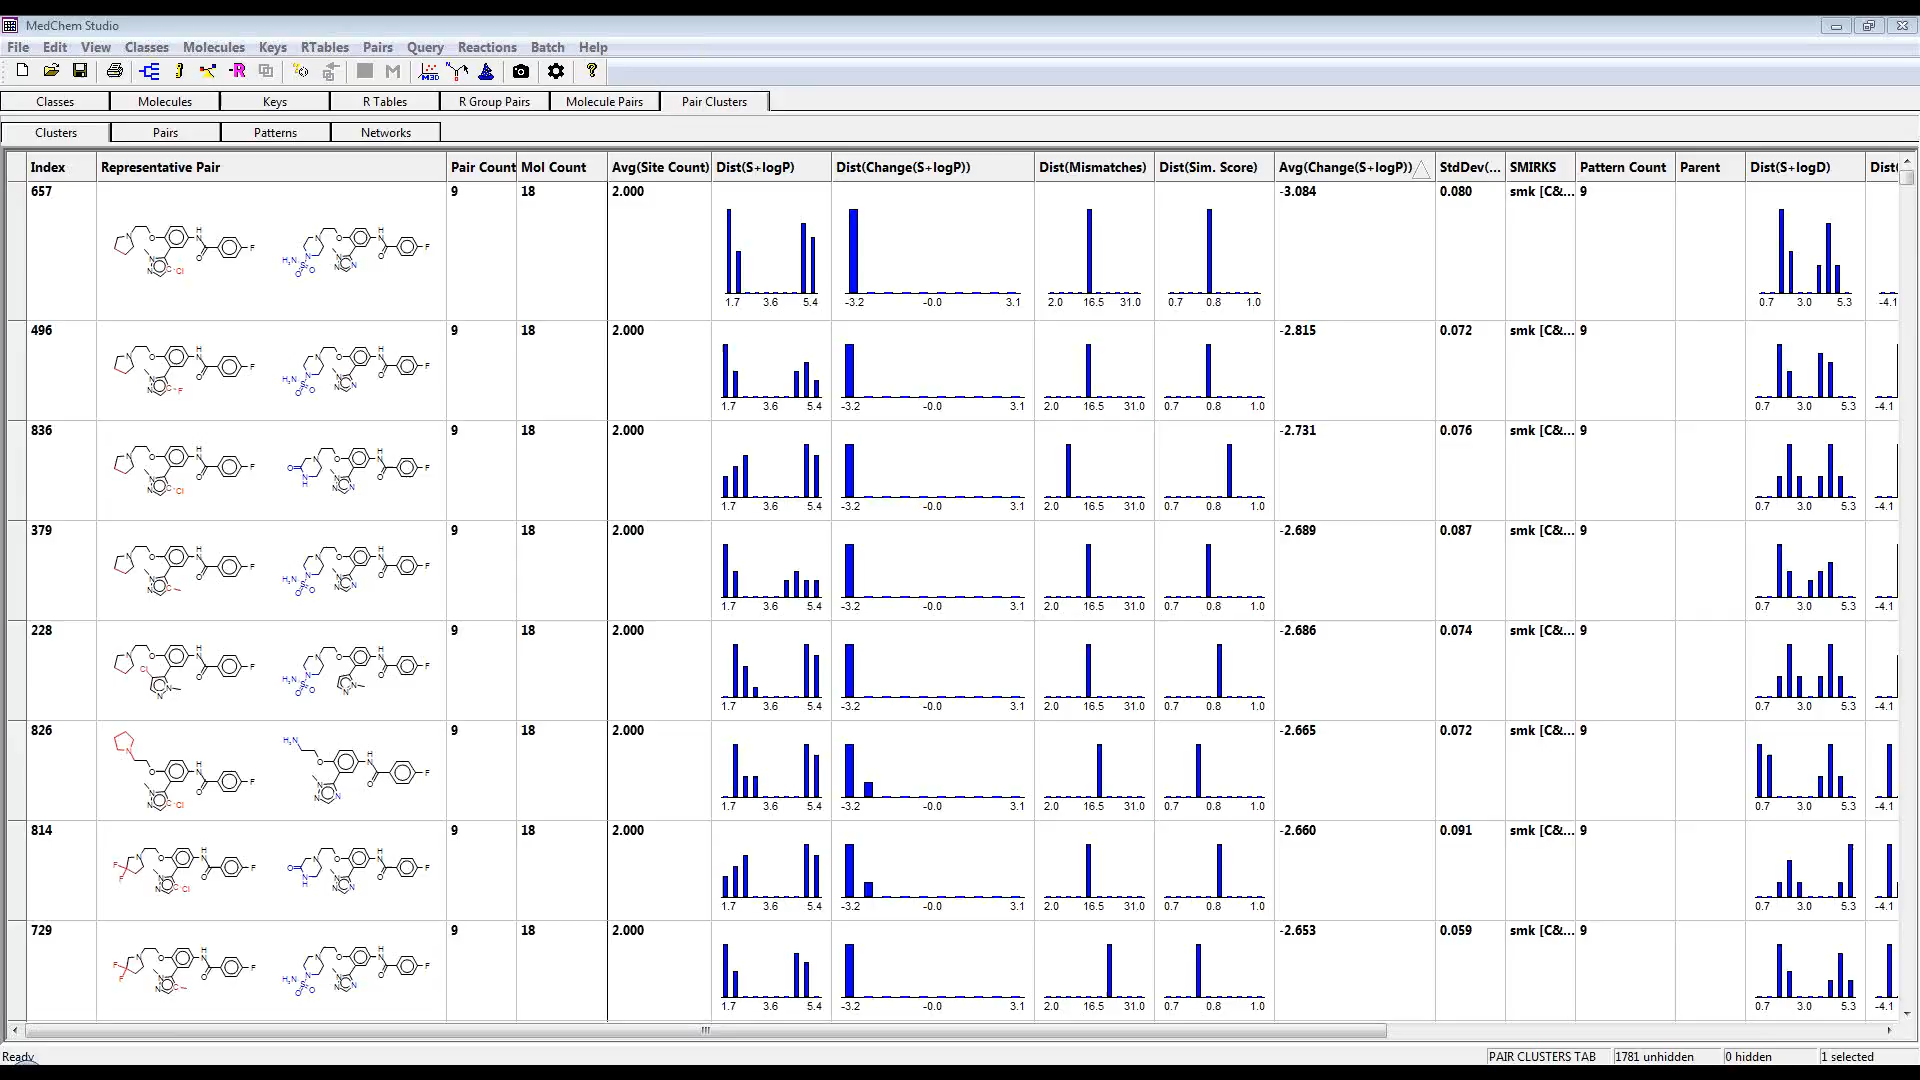 MedChem Studio
File Edit View Classes Molecules Keys RTables Pairs Query Reactions Batch Help
Classes Molecules Keys R Tables R Group Pairs Molecule Pairs Pair Clusters
Clusters Pairs Patterns Networks
Index Representative Pair Pair Count Mol Count Avg(Site Count) Dist(S+logP) Dist(Change(S+logP)) Dist(Mismatches) Dist(Sim. Score) Avg(Change(S+logP)) StdDev(... SMIRKS Pattern Count Parent Dist(S+logD) Dist(
657 9 18 2.000 -3.084 0.080 smk [C&... 9
1.7 3.6 5.4 -3.2 -0.0 3.1 2.0 16.5 31.0 0.7 0.8 1.0 0.7 3.0 5.3 -4.1
496 9 18 2.000 -2.815 0.072 smk [C&... 9
1.7 3.6 5.4 -3.2 -0.0 3.1 2.0 16.5 31.0 0.7 0.8 1.0 0.7 3.0 5.3 -4.1
836 9 18 2.000 -2.731 0.076 smk [C&... 9
1.7 3.6 5.4 -3.2 -0.0 3.1 2.0 16.5 31.0 0.7 0.8 1.0 0.7 3.0 5.3 -4.1
379 9 18 2.000 -2.689 0.087 smk [C&... 9
1.7 3.6 5.4 -3.2 -0.0 3.1 2.0 16.5 31.0 0.7 0.8 1.0 0.7 3.0 5.3 -4.1
228 9 18 2.000 -2.686 0.074 smk [C&... 9
1.7 3.6 5.4 -3.2 -0.0 3.1 2.0 16.5 31.0 0.7 0.8 1.0 0.7 3.0 5.3 -4.1
826 9 18 2.000 -2.665 0.072 smk [C&... 9
1.7 3.6 5.4 -3.2 -0.0 3.1 2.0 16.5 31.0 0.7 0.8 1.0 0.7 3.0 5.3 -4.1
814 9 18 2.000 -2.660 0.091 smk [C&... 9
1.7 3.6 5.4 -3.2 -0.0 3.1 2.0 16.5 31.0 0.7 0.8 1.0 0.7 3.0 5.3 -4.1
729 9 18 2.000 -2.653 0.059 smk [C&... 9
1.7 3.6 5.4 -3.2 -0.0 3.1 2.0 16.5 31.0 0.7 0.8 1.0 0.7 3.0 5.3 -4.1
Ready PAIR CLUSTERS TAB 1781 unhidden 0 hidden 1 selected